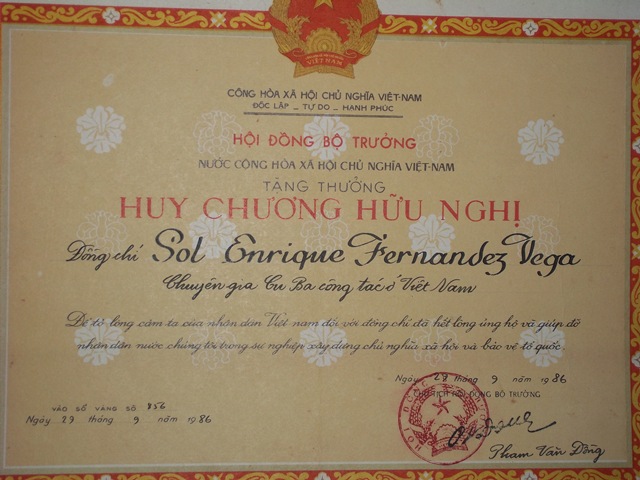 VIỆT NAM
CỘNG HÒA XÃ HỘI CHỦ NGHĨA VIỆT-NAM
ĐỘC LẬP _ TỰ DO _ HẠNH PHÚC
HỘI ĐỒNG BỘ TRƯỞNG
NƯỚC CỘNG HÒA XÃ HỘI CHỦ NGHĨA VIỆT-NAM
TẶNG THƯỞNG
HUY CHƯƠNG HỮU NGHỊ
Đồng chí Sol Enrique Fernandez Vega
Chuyên gia Cu Ba công tác ở Việt Nam
Để tỏ lòng cảm tạ của nhân dân Việt nam đối với đồng chí đã hết lòng ủng hộ và giúp đỡ
nhân dân nước chúng tôi trong sự nghiệp xây dựng chủ nghĩa xã hội và bảo vệ tổ quốc.
Ngày 29 tháng 9 năm 1986
CHỦ TỊCH HỘI ĐỒNG BỘ TRƯỞNG
VÀO SỔ VÀNG SỐ 856
Ngày 29 tháng 9 năm 1986
HỘI ĐỒNG
Phạm Văn Đồng